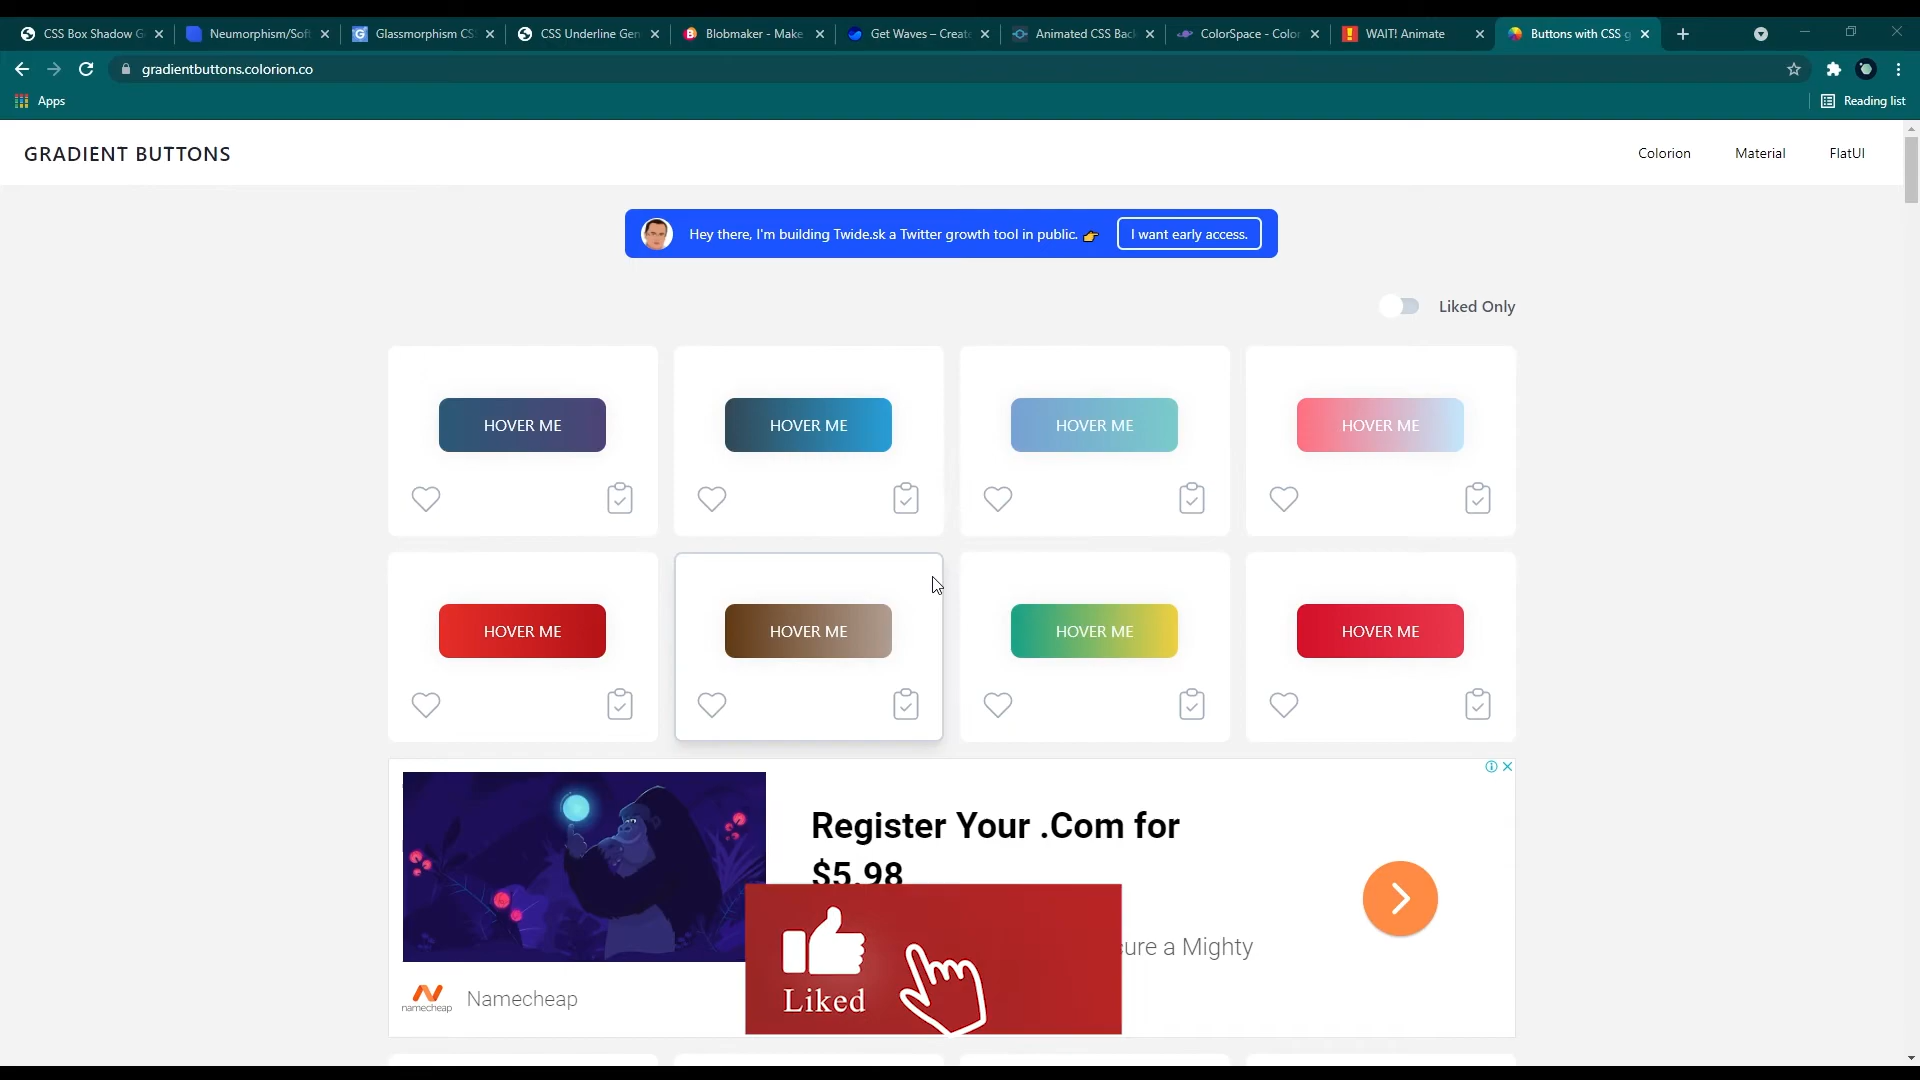 CSS Box Shadow G
Neumorphism/Soft
Glassmorphism CS
CSS Underline Gen
Blobmaker - Make
Get Waves – Create
Animated CSS Bac
ColorSpace - Color
WAIT! Animate
Buttons with CSS g
gradientbuttons.colorion.co
Apps
Reading list
GRADIENT BUTTONS
Colorion
Material
FlatUI
Hey there, I'm building Twide.sk a Twitter growth tool in public. 👉
I want early access.
Liked Only
HOVER ME
HOVER ME
HOVER ME
HOVER ME
HOVER ME
HOVER ME
HOVER ME
HOVER ME
Register Your .Com for
$5.98
cure a Mighty
Liked
namecheap
Namecheap